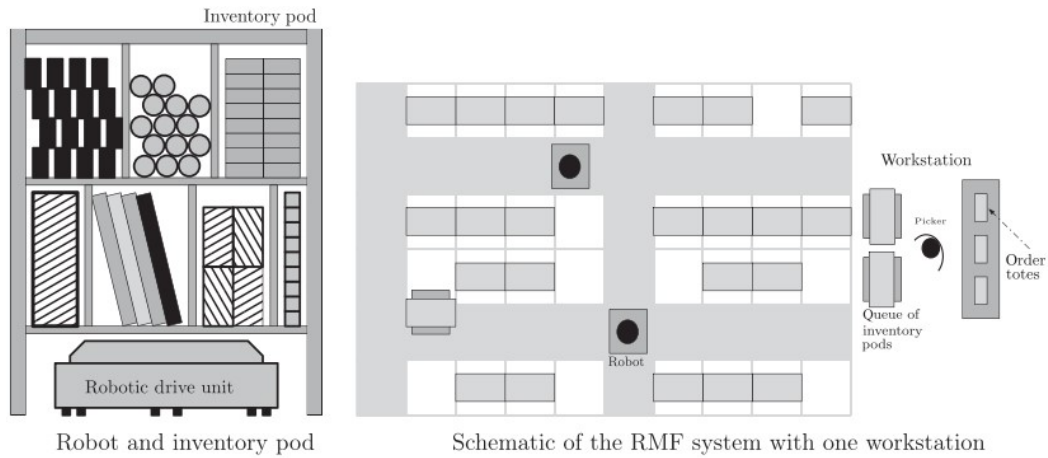 Inventory pod
Robotic drive unit
Robot and inventory pod
Workstation
Picker
Order
totes
Queue of
inventory
pods
Robot
Schematic of the RMF system with one workstation